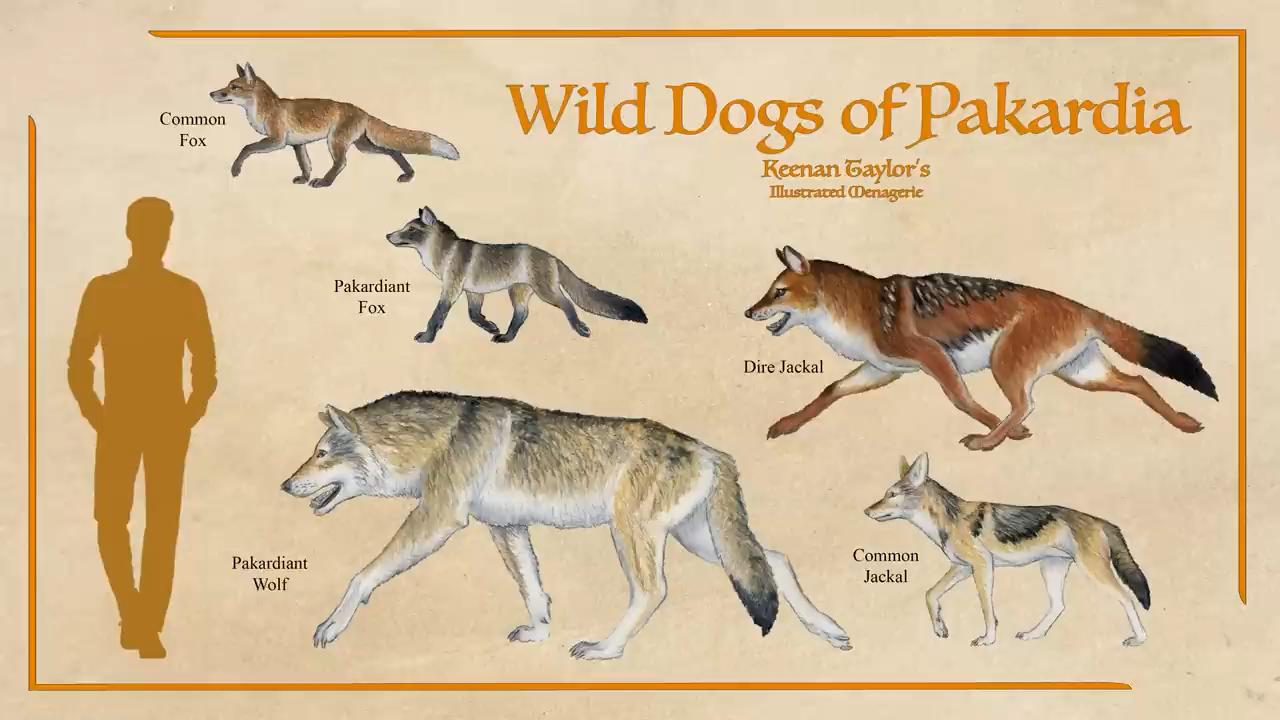 Wild Dogs of Pakardia
Keenan Taylor's
Illustrated Menagerie
Common
Fox
Pakardiant
Fox
Dire Jackal
Pakardiant
Wolf
Common
Jackal